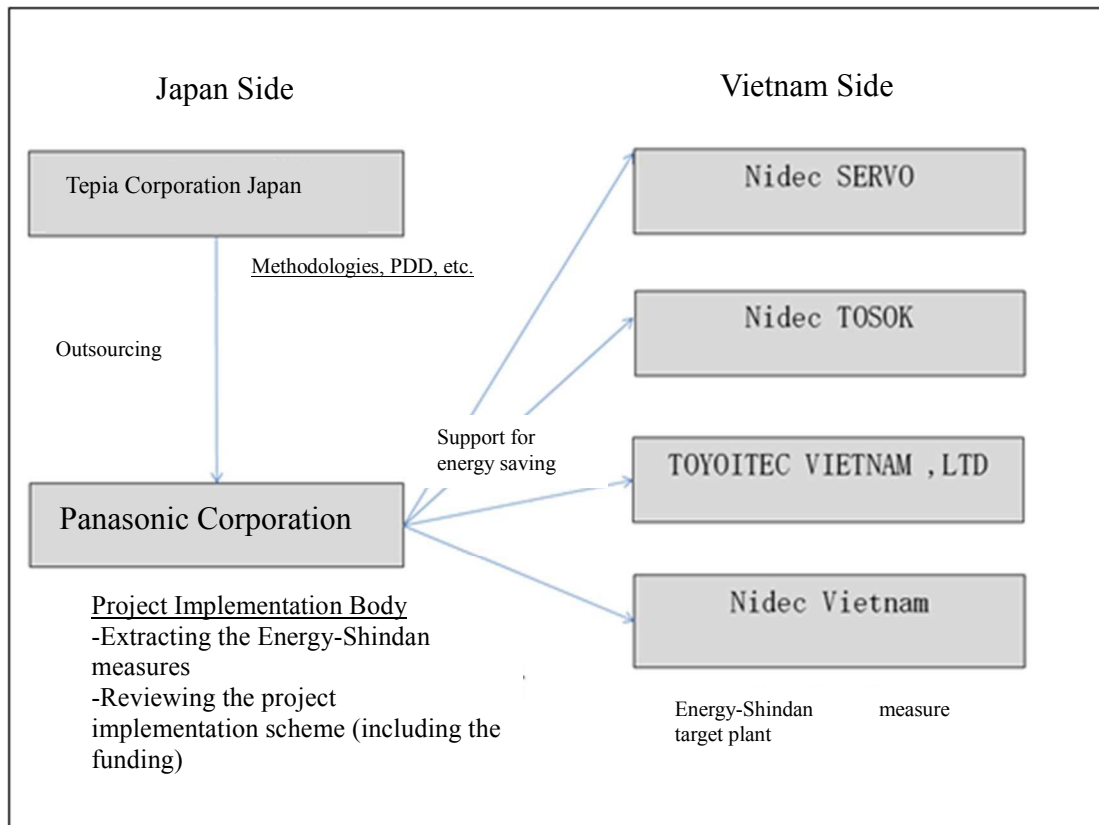 Japan Side
Vietnam Side
Tepia Corporation Japan
Methodologies, PDD, etc.
Outsourcing
Panasonic Corporation
Project Implementation Body
-Extracting the Energy-Shindan
measures
-Reviewing the project
implementation scheme (including the
funding)
Support for
energy saving
Nidec SERVO
Nidec TOSOK
TOYOITEC VIETNAM ,LTD
Nidec Vietnam
Energy-Shindan measure
target plant